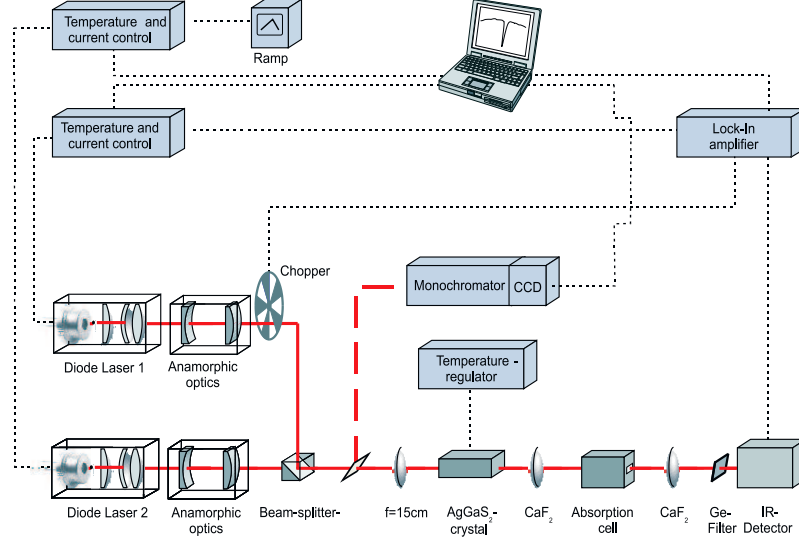 Temperature and
current control
Ramp
Temperature and
current control
Lock-In
amplifier
Chopper
Monochromator
CCD
Diode Laser 1
Anamorphic
optics
Temperature -
regulator
Diode Laser 2
Anamorphic
optics
Beam-splitter-
f=15cm
AgGaS2-
crystal
CaF2
Absorption
cell
CaF2
Ge-
Filter
IR-
Detector